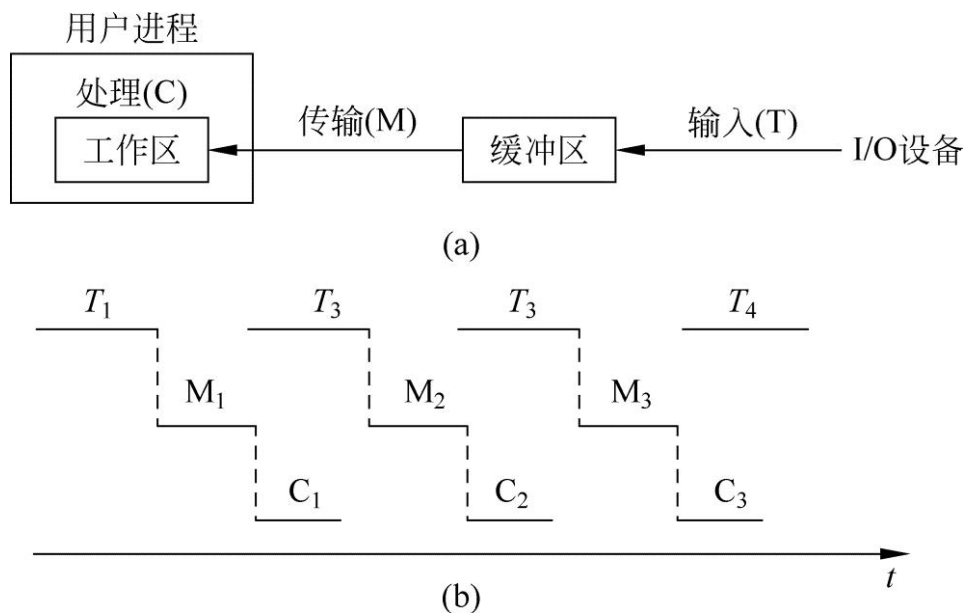 用户进程
处理(C)
工作区
传输(M)
缓冲区
输入(T)
I/O设备
(a)
T₁ T₃ T₃ T₄
M₁ M₂ M₃
C₁ C₂ C₃
t
(b)